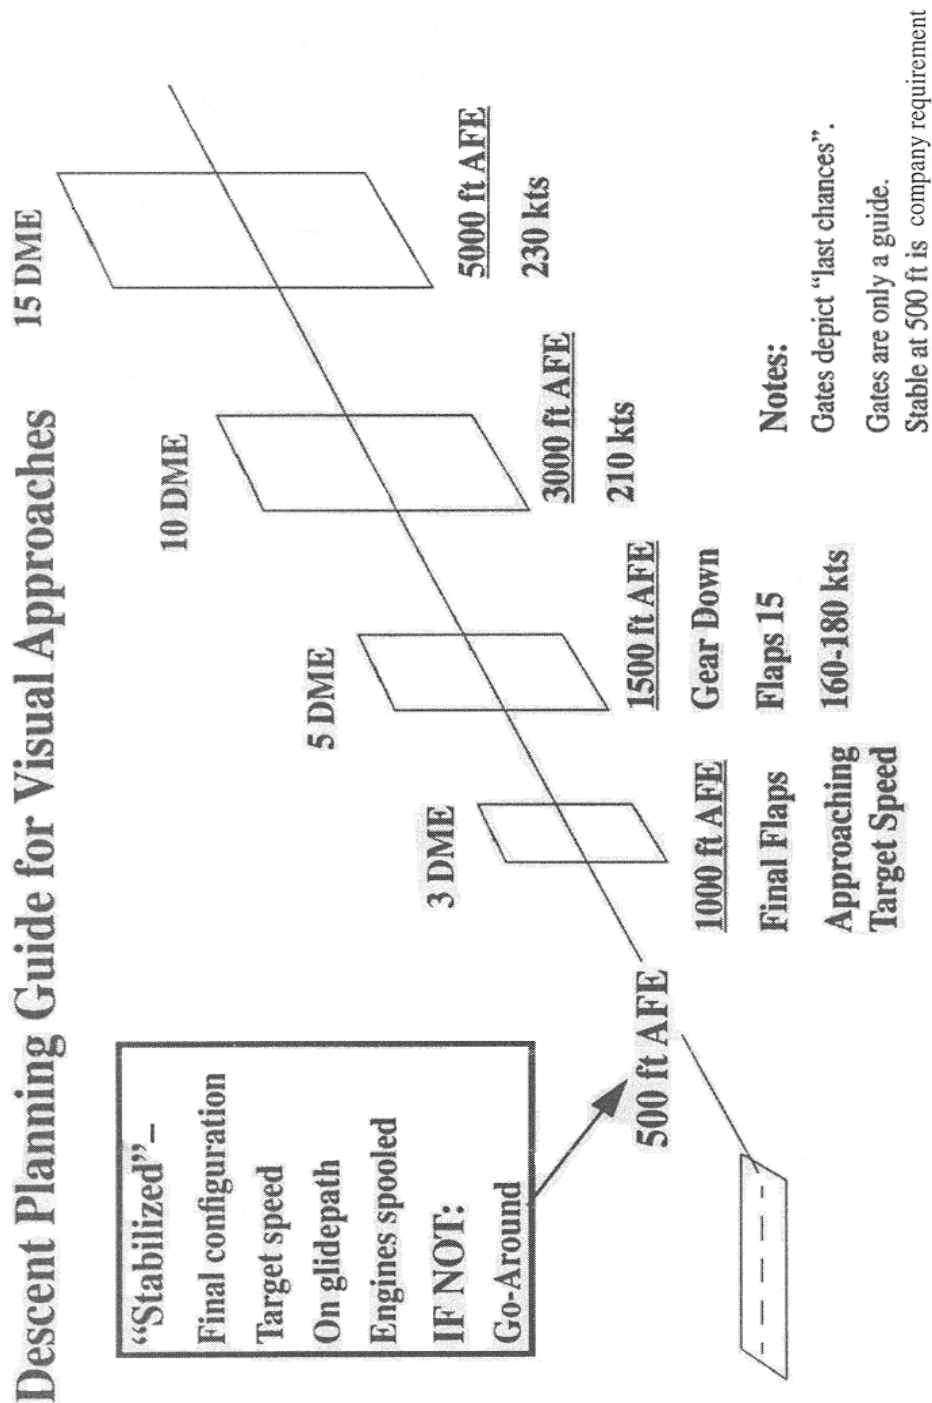 Descent Planning Guide for Visual Approaches
15 DME
10 DME
5 DME
3 DME
“Stabilized”–
Final configuration
Target speed
On glidepath
Engines spooled
IF NOT:
Go-Around
500 ft AFE
1000 ft AFE
Final Flaps
Approaching
Target Speed
1500 ft AFE
Gear Down
Flaps 15
160-180 kts
3000 ft AFE
210 kts
5000 ft AFE
230 kts
Notes:
Gates depict “last chances”.
Gates are only a guide.
Stable at 500 ft is company requirement